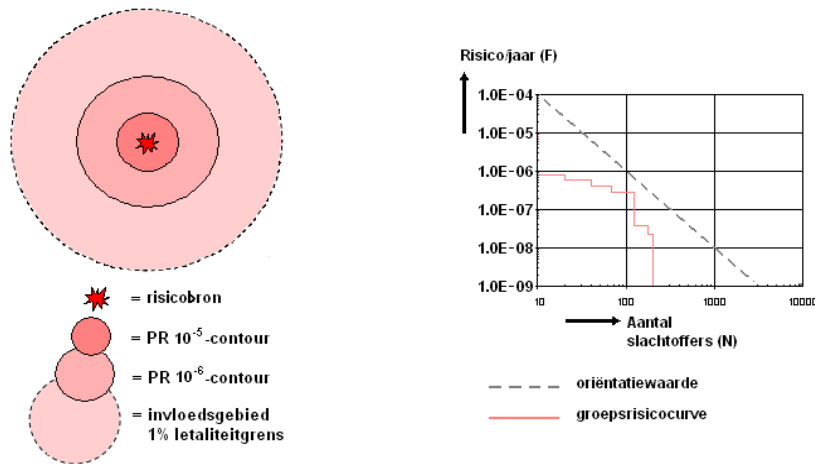 = risicobron
= PR 10⁻⁵-contour
= PR 10⁻⁶-contour
= invloedsgebied
1% letaliteitgrens
Risico/jaar (F)
1.0E-04
1.0E-05
1.0E-06
1.0E-07
1.0E-08
1.0E-09
10
100
1000
10000
Aantal
slachtoffers (N)
oriëntatiewaarde
groepsrisicocurve